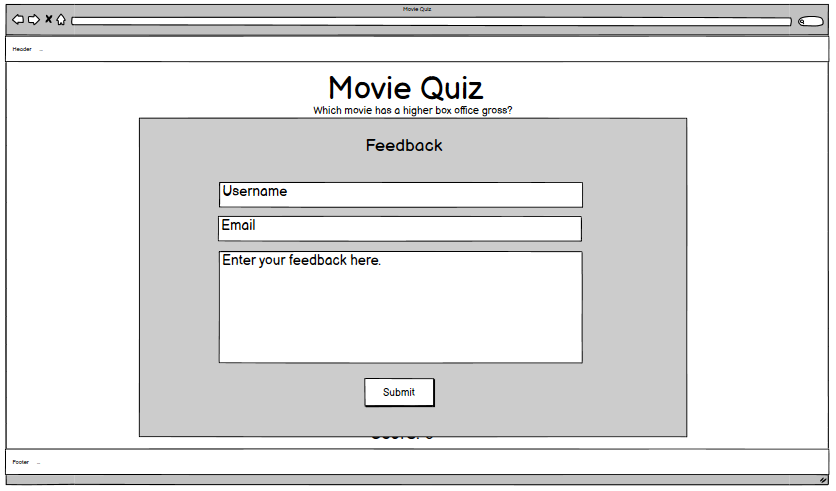 Movie Quiz
Header ...
Movie Quiz
Which movie has a higher box office gross?
Feedback
Username
Email
Enter your feedback here.
Submit
Footer ...